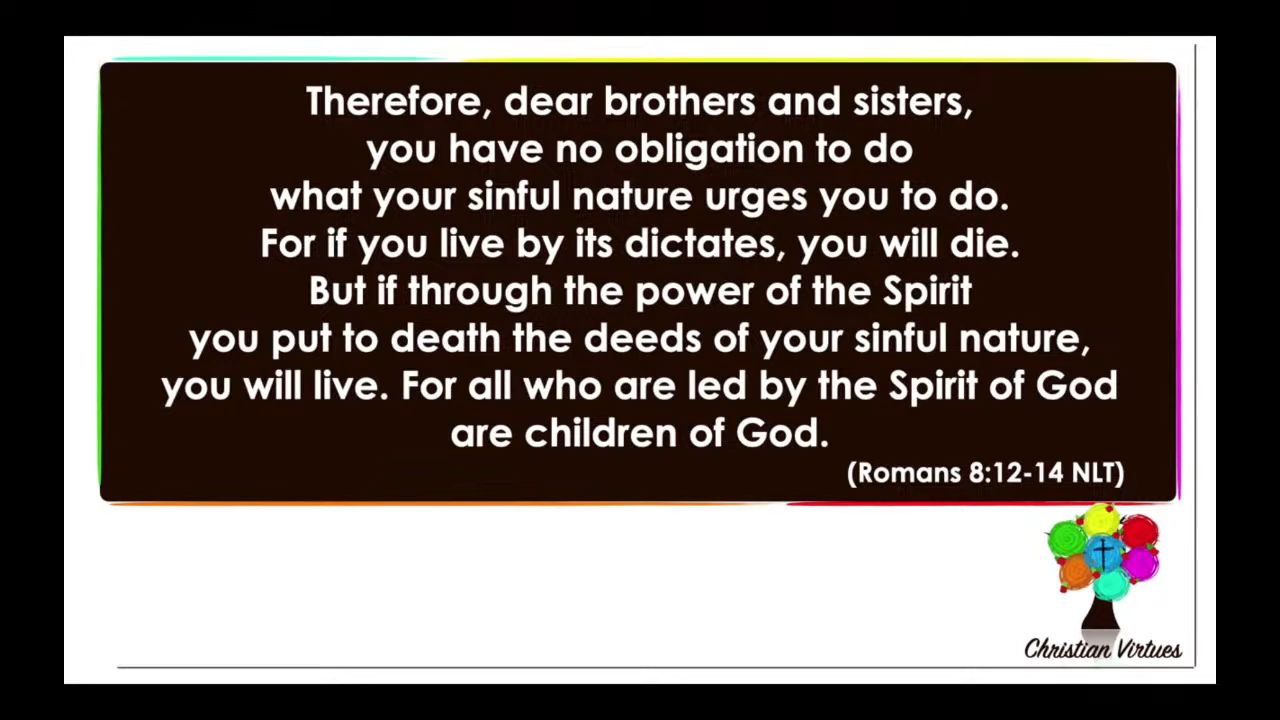 Therefore, dear brothers and sisters,
you have no obligation to do
what your sinful nature urges you to do.
For if you live by its dictates, you will die.
But if through the power of the Spirit
you put to death the deeds of your sinful nature,
you will live. For all who are led by the Spirit of God
are children of God.
(Romans 8:12-14 NLT)
Christian Virtues